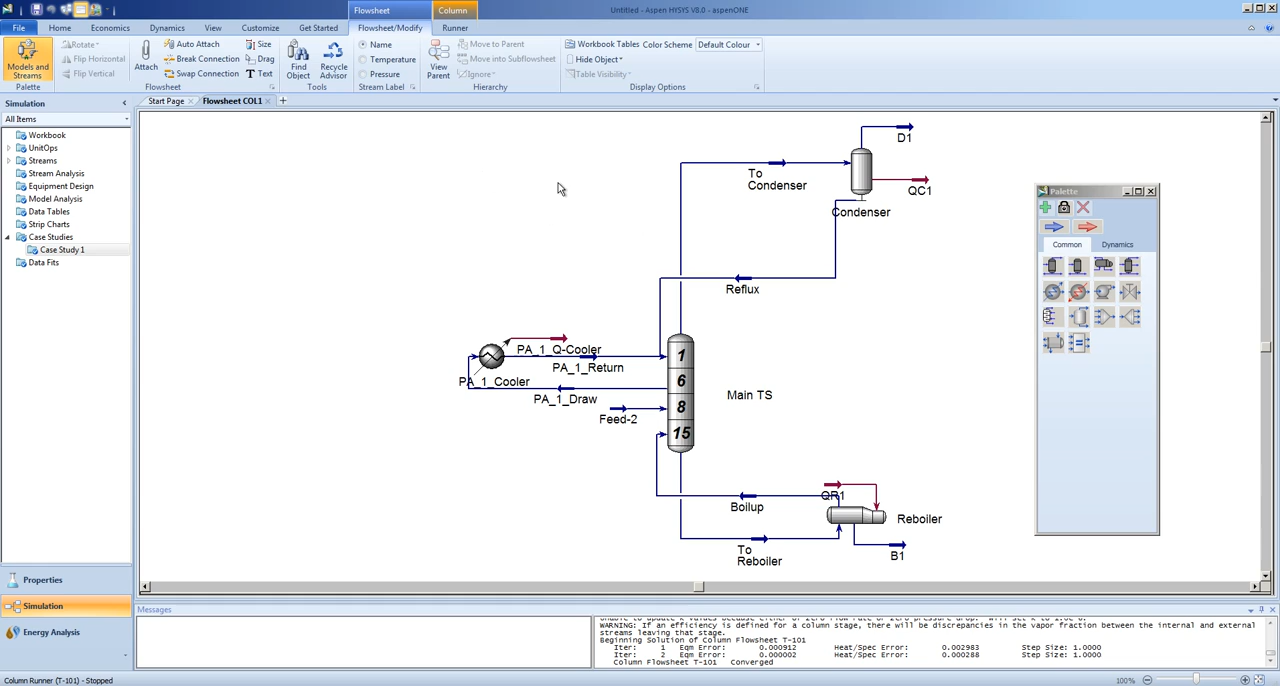 Flowsheet
Column
Untitled - Aspen HYSYS V8.0 - aspenONE
File
Home
Economics
Dynamics
View
Customize
Get Started
Flowsheet/Modify
Runner
Models and
Streams
Palette
Rotate
Flip Horizontal
Flip Vertical
Attach
Auto Attach
Break Connection
Swap Connection
Size
Drag
Text
Flowsheet
Find
Object
Recycle
Advisor
Tools
Name
Temperature
Pressure
Stream Label
View
Parent
Move to Parent
Move into Subflowsheet
Ignore
Hierarchy
Workbook Tables
Color Scheme
Default Colour
Hide Object
Table Visibility
Display Options
Simulation
All Items
Workbook
UnitOps
Streams
Stream Analysis
Equipment Design
Model Analysis
Data Tables
Strip Charts
Case Studies
Case Study 1
Data Fits
Properties
Simulation
Energy Analysis
Start Page
Flowsheet COL1
D1
To
Condenser
QC1
Condenser
Reflux
PA_1_Q-Cooler
PA_1_Return
PA_1_Cooler
PA_1_Draw
Feed-2
1
6
8
15
Main TS
QR1
Boilup
Reboiler
To
Reboiler
B1
Palette
Common
Dynamics
Messages
WARNING: If an efficiency is defined for a column stage, there will be discrepancies in the vapor fraction between the internal and external
streams leaving that stage.
Beginning Solution of Column Flowsheet T-101
Iter: 1 Eqm Error: 0.000912 Heat/Spec Error: 0.002983 Step Size: 1.0000
Iter: 2 Eqm Error: 0.000002 Heat/Spec Error: 0.000288 Step Size: 1.0000
Column Flowsheet T-101 Converged
Column Runner (T-101) - Stopped
100%